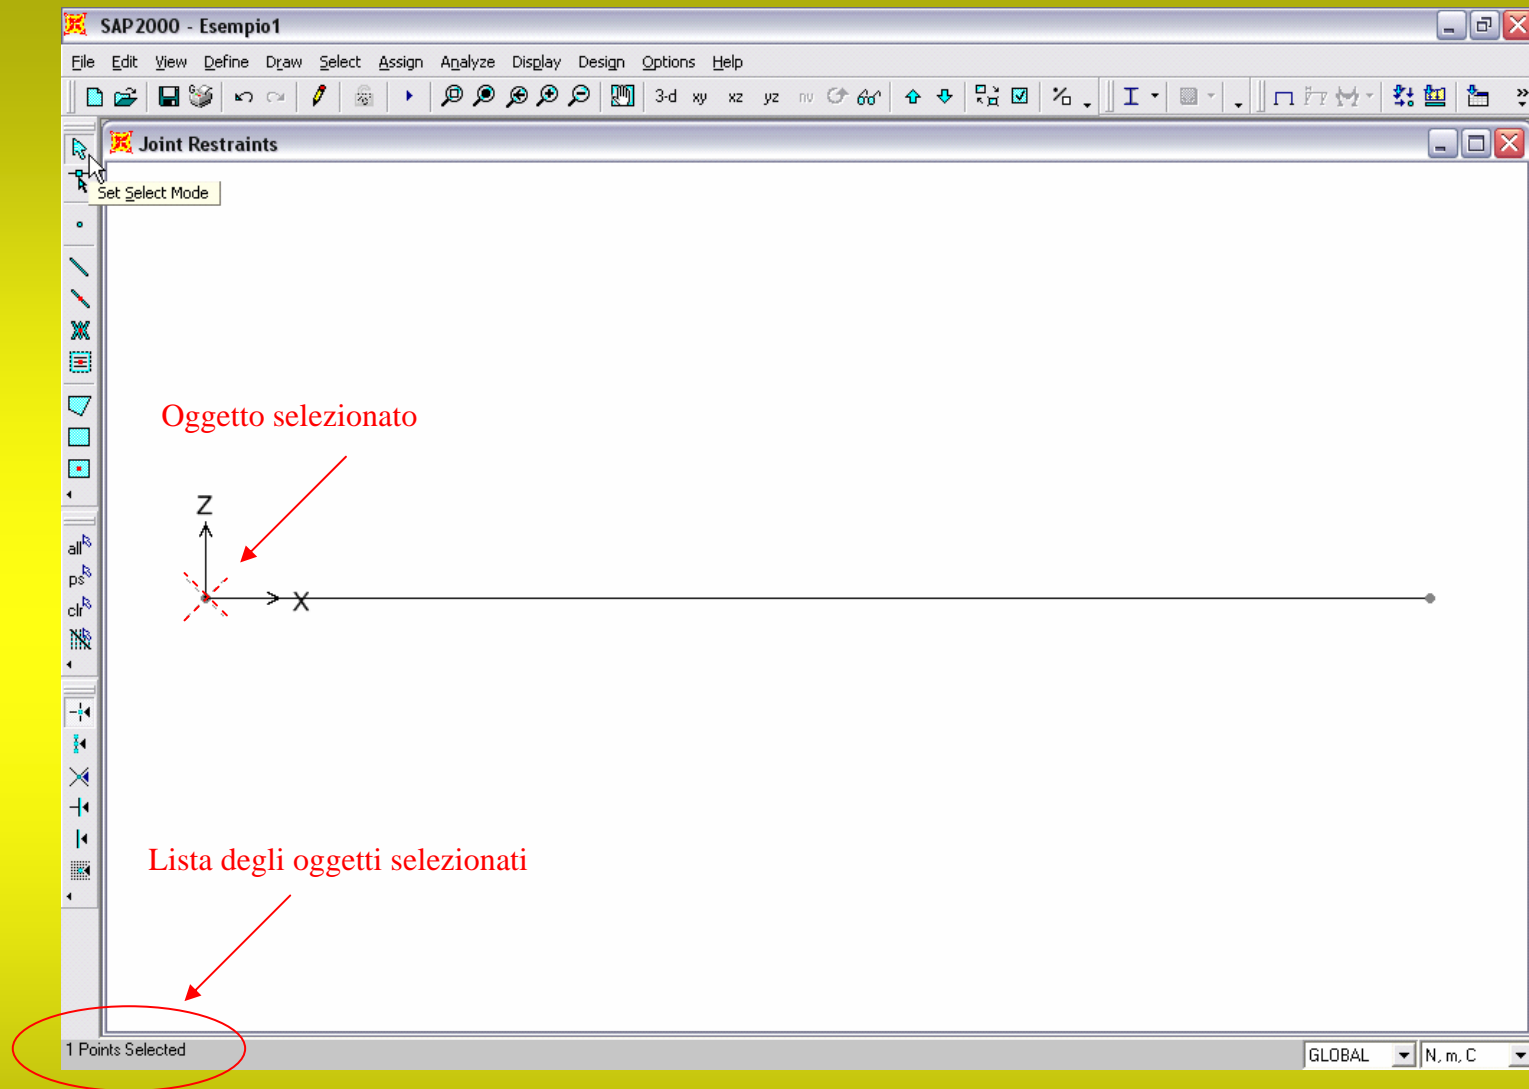 SAP2000 - Esempio1
File Edit View Define Draw Select Assign Analyze Display Design Options Help
3-d xy xz yz nv
Joint Restraints
Set Select Mode
Oggetto selezionato
Z
X
all
ps
clr
Lista degli oggetti selezionati
1 Points Selected
GLOBAL
N, m, C